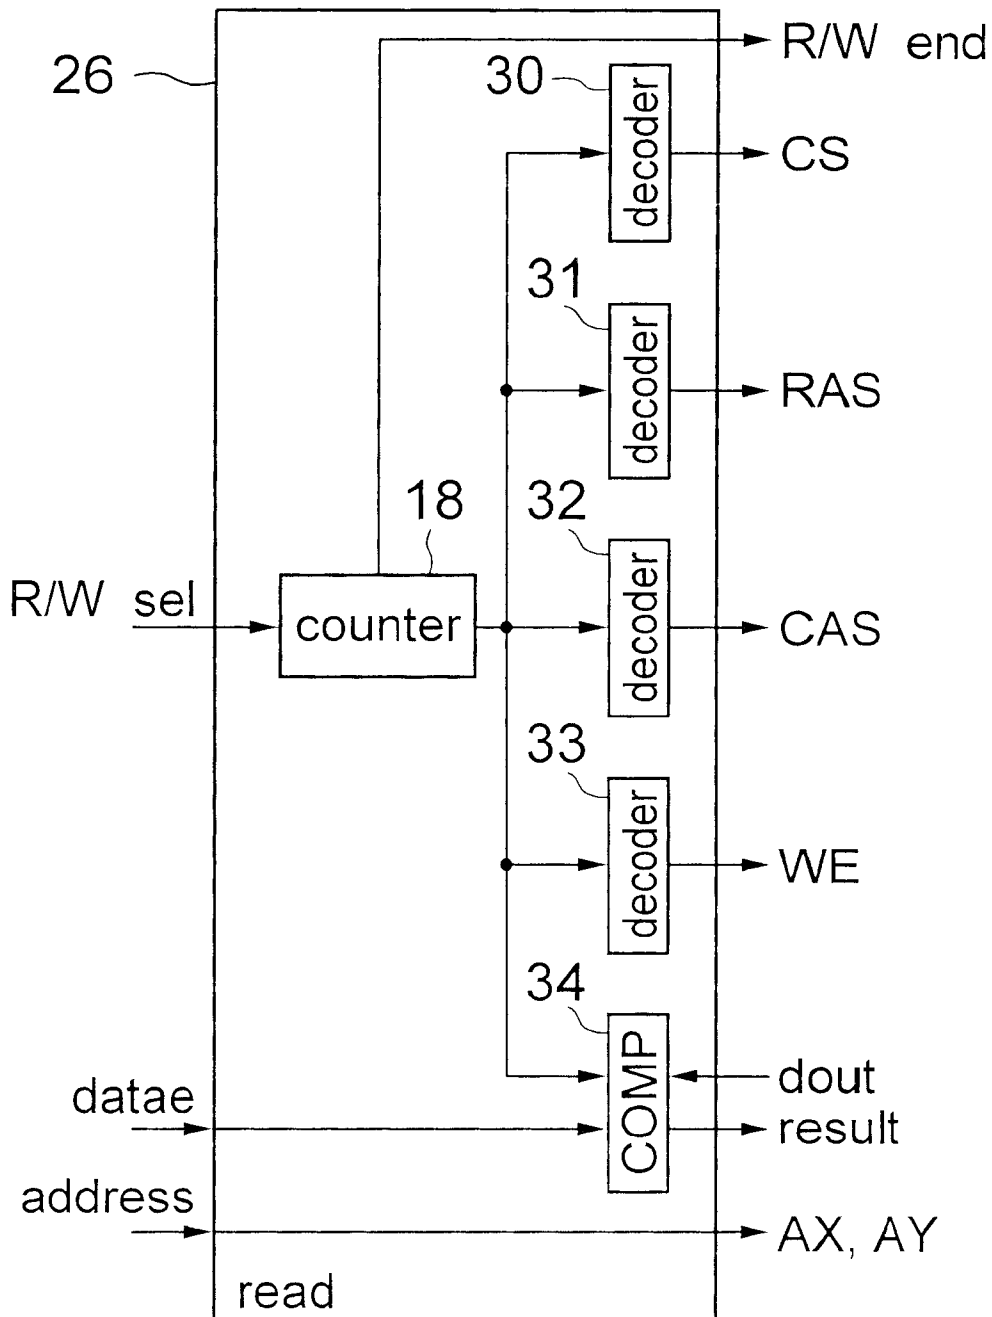 R/W end
26
30
decoder
CS
31
decoder
RAS
18
32
R/W sel
counter
decoder
CAS
33
decoder
WE
34
COMP
dout
datae
result
address
AX, AY
read